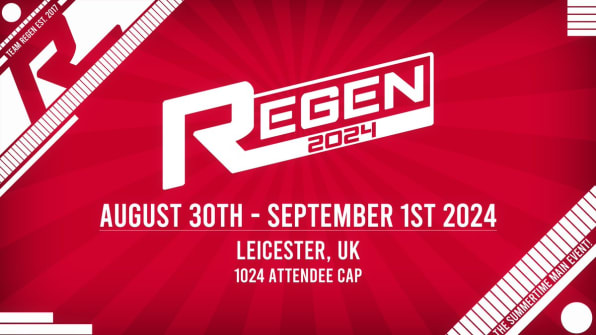 TEAM REGEN EST. 2017
REGEN
2024
AUGUST 30TH - SEPTEMBER 1ST 2024
LEICESTER, UK
1024 ATTENDEE CAP
THE SUMMERTIME MAIN EVENT!